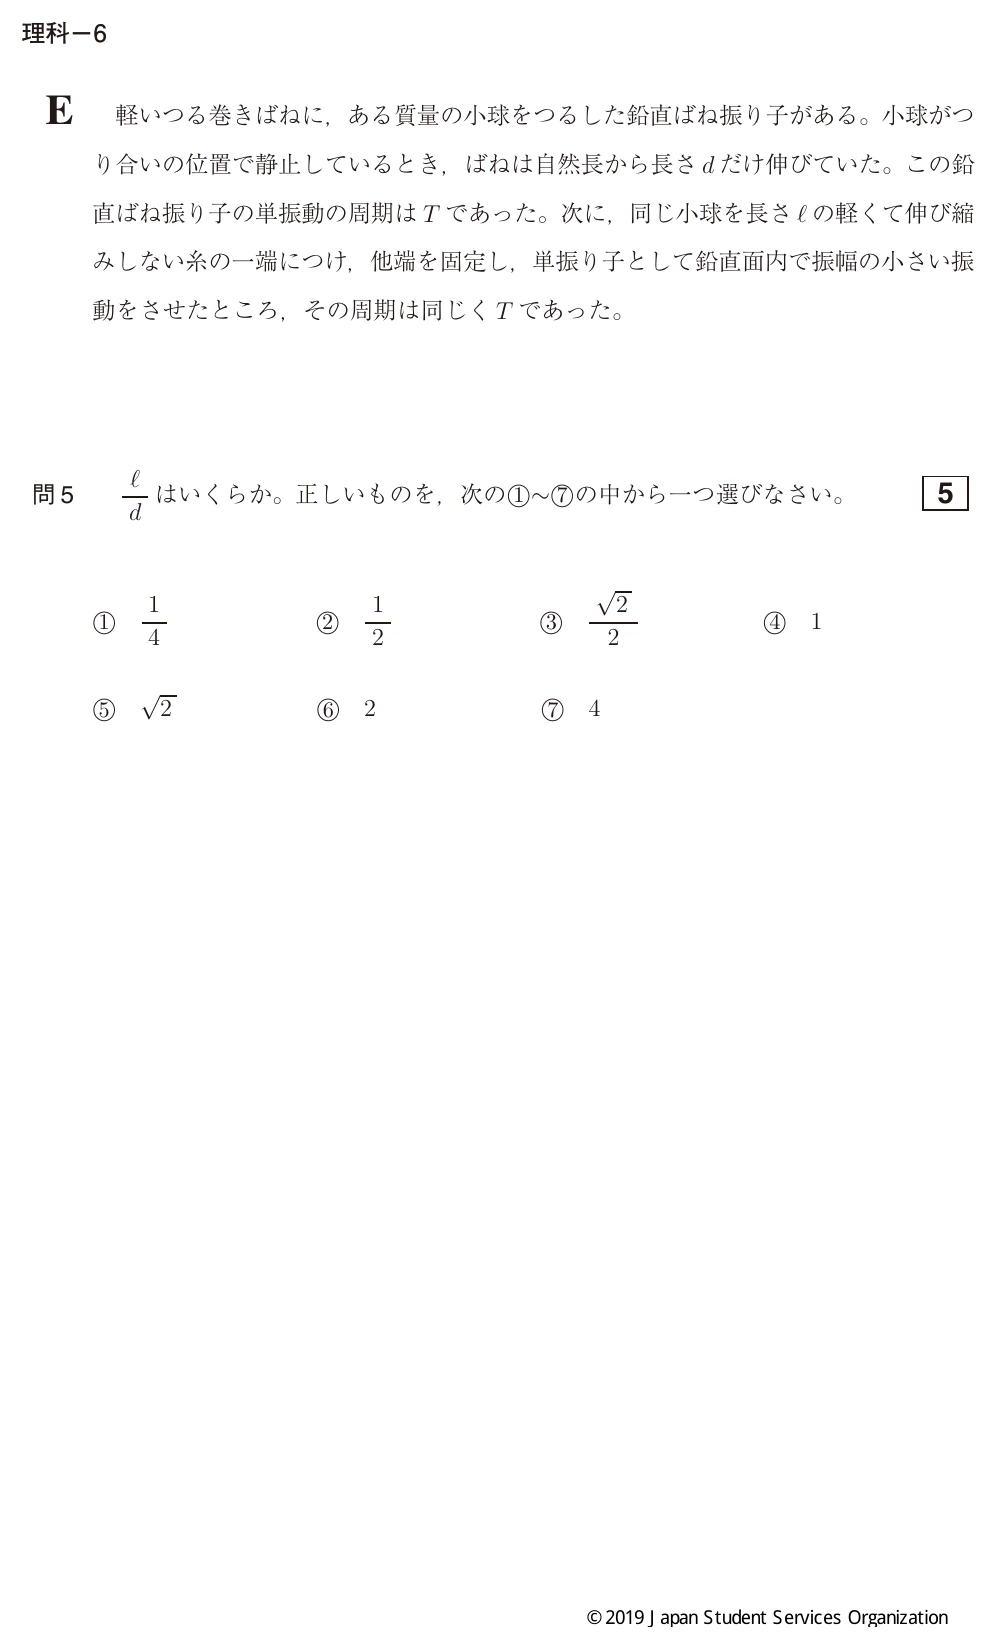 理科－6
E 軽いつる巻きばねに，ある質量の小球をつるした鉛直ばね振り子がある。小球がつ
り合いの位置で静止しているとき，ばねは自然長から長さ d だけ伸びていた。この鉛
直ばね振り子の単振動の周期は T であった。次に，同じ小球を長さ ℓ の軽くて伸び縮
みしない糸の一端につけ，他端を固定し，単振り子として鉛直面内で振幅の小さい振
動をさせたところ，その周期は同じく T であった。
問5 ℓ/d はいくらか。正しいものを，次の①～⑦の中から一つ選びなさい。 5
① 1/4 ② 1/2 ③ √2/2 ④ 1
⑤ √2 ⑥ 2 ⑦ 4
© 2019 Japan Student Services Organization